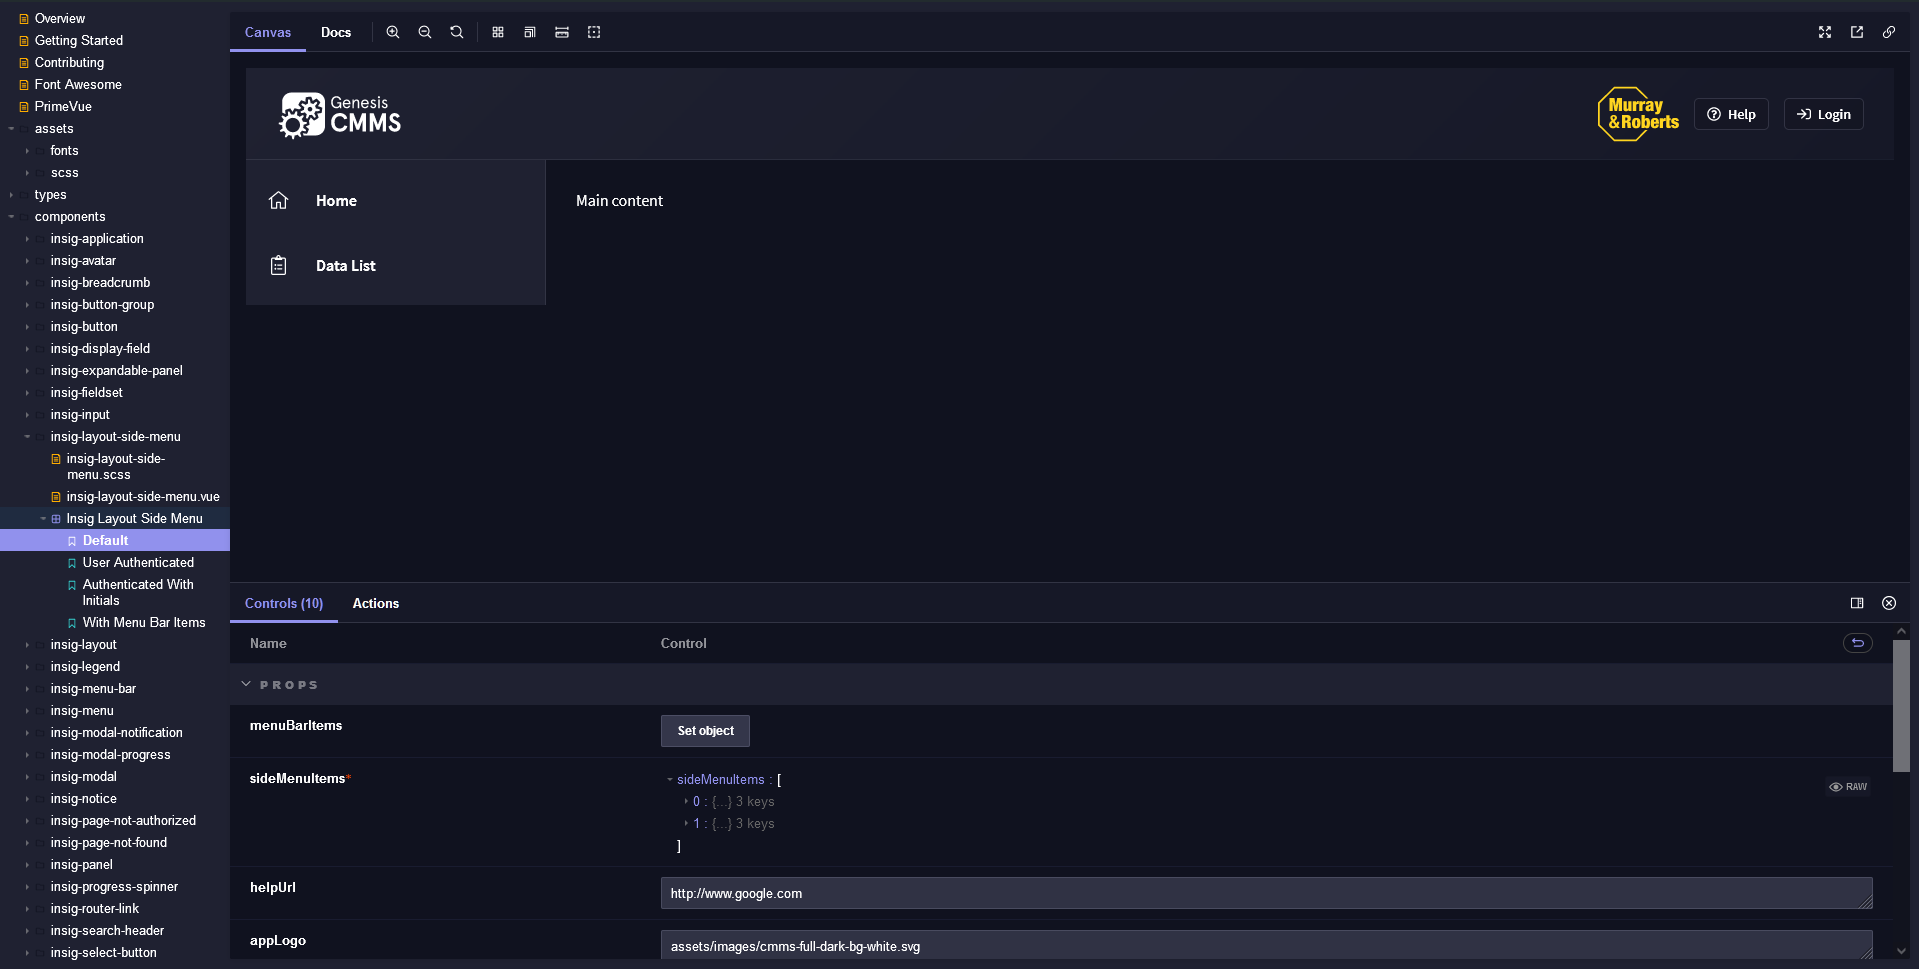 Overview
Getting Started
Contributing
Font Awesome
PrimeVue
assets
fonts
scss
types
components
insig-application
insig-avatar
insig-breadcrumb
insig-button-group
insig-button
insig-display-field
insig-expandable-panel
insig-fieldset
insig-input
insig-layout-side-menu
insig-layout-side-
menu.scss
insig-layout-side-menu.vue
Insig Layout Side Menu
Default
User Authenticated
Authenticated With
Initials
With Menu Bar Items
insig-layout
insig-legend
insig-menu-bar
insig-menu
insig-modal-notification
insig-modal-progress
insig-modal
insig-notice
insig-page-not-authorized
insig-page-not-found
insig-panel
insig-progress-spinner
insig-router-link
insig-search-header
insig-select-button
Canvas Docs
Genesis
CMMS
Murray
&Roberts
Help
Login
Home
Data List
Main content
Controls (10) Actions
Name Control
PROPS
menuBarItems Set object
sideMenuItems* sideMenuItems : [
0 : {...} 3 keys
1 : {...} 3 keys
]
RAW
helpUrl http://www.google.com
appLogo assets/images/cmms-full-dark-bg-white.svg